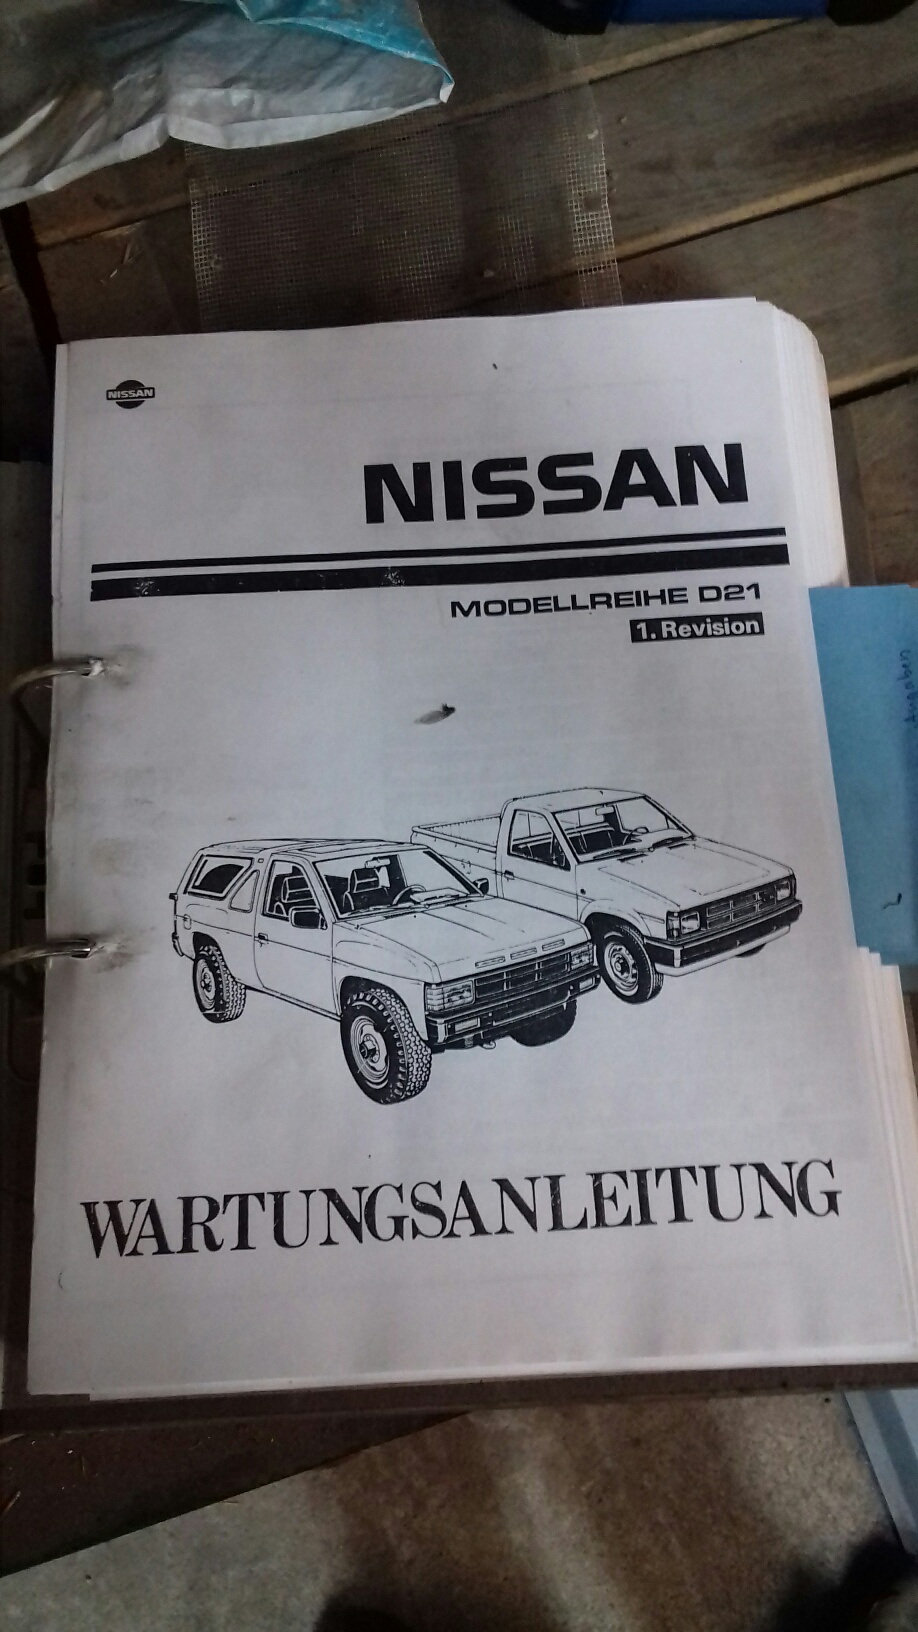 NISSAN
NISSAN
MODELLREIHE D21
1. Revision
WARTUNGSANLEITUNG